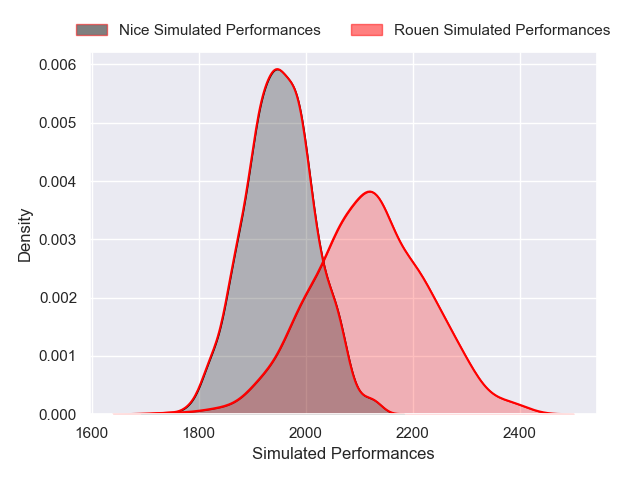 Nice Simulated Performances Rouen Simulated Performances
0.006
0.005
0.004
0.003
0.002
0.001
0.000
Density
1600 1800 2000 2200 2400
Simulated Performances